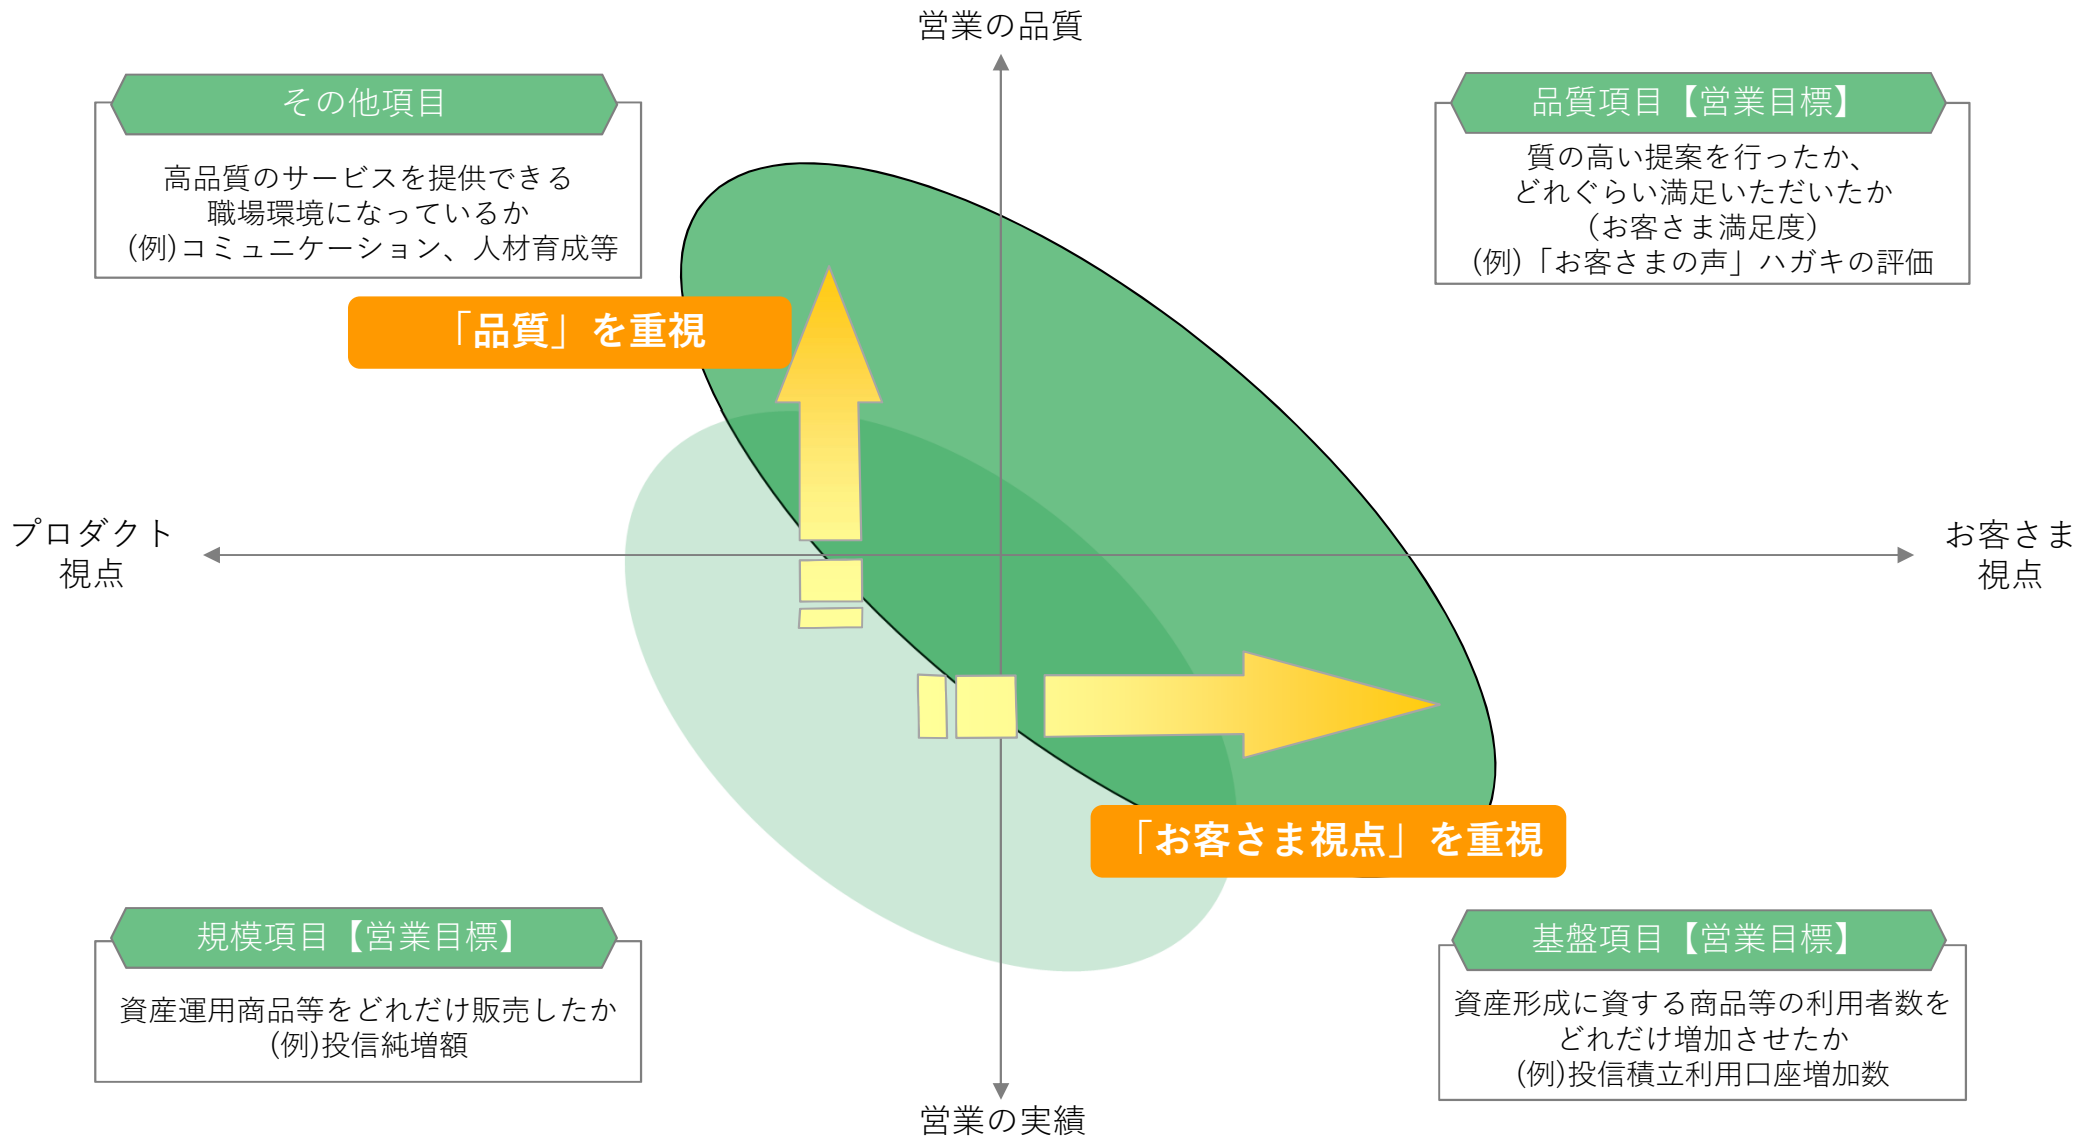 営業の品質
その他項目
高品質のサービスを提供できる
職場環境になっているか
(例)コミュニケーション、人材育成等
品質項目【営業目標】
質の高い提案を行ったか、
どれぐらい満足いただいたか
(お客さま満足度)
(例)「お客さまの声」ハガキの評価
「品質」を重視
プロダクト
視点
お客さま
視点
「お客さま視点」を重視
規模項目【営業目標】
資産運用商品等をどれだけ販売したか
(例)投信純増額
基盤項目【営業目標】
資産形成に資する商品等の利用者数を
どれだけ増加させたか
(例)投信積立利用口座増加数
営業の実績